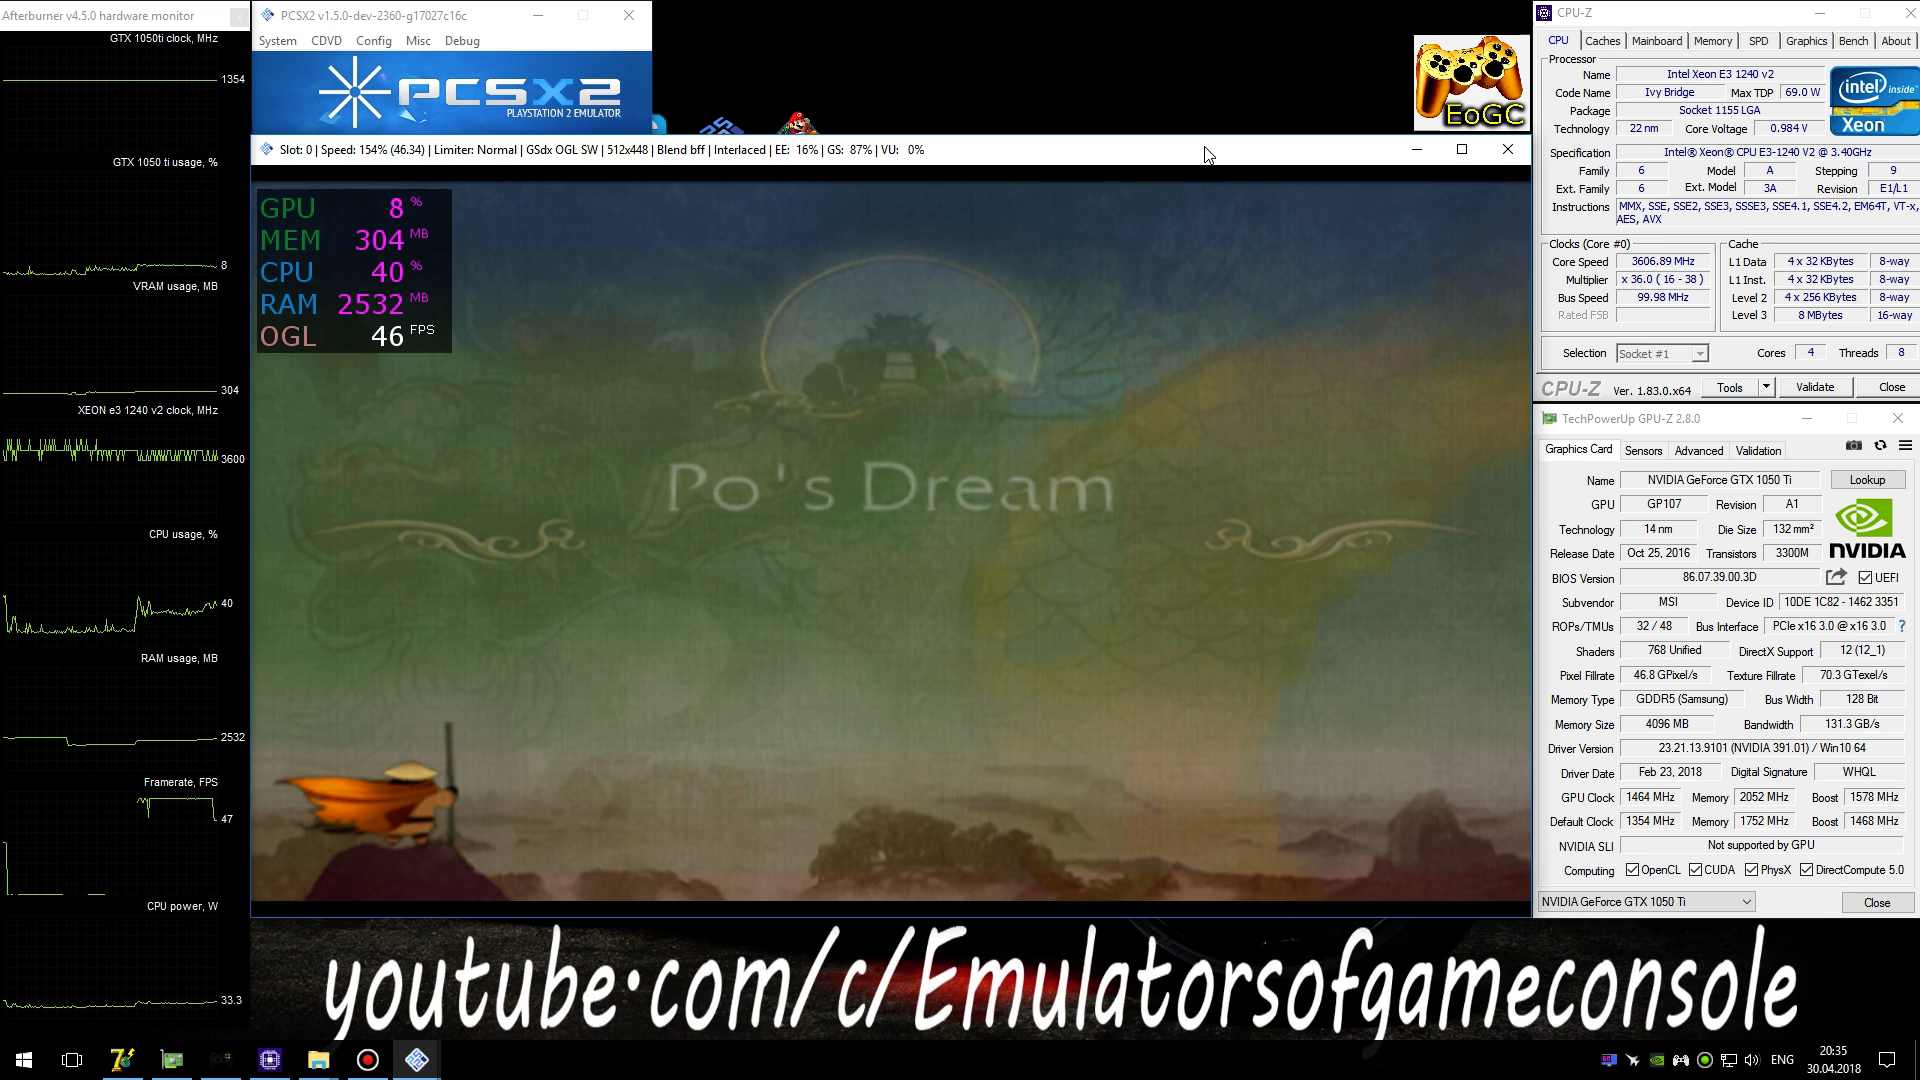 Afterburner v4.5.0 hardware monitor
GTX 1050ti clock, MHz
1354
GTX 1050 ti usage, %
8
VRAM usage, MB
304
XEON e3 1240 v2 clock, MHz
3600
CPU usage, %
40
RAM usage, MB
2532
Framerate, FPS
47
CPU power, W
33.3
PCSX2 v1.5.0-dev-2360-g17027c16c
System CDVD Config Misc Debug
PCSX2
PLAYSTATION 2 EMULATOR
EoGC
Slot: 0 | Speed: 154% (46.34) | Limiter: Normal | GSdx OGL SW | 512x448 | Blend bff | Interlaced | EE: 16% | GS: 87% | VU: 0%
GPU 8 %
MEM 304 MB
CPU 40 %
RAM 2532 MB
OGL 46 FPS
Po's Dream
CPU-Z
CPU Caches Mainboard Memory SPD Graphics Bench About
Processor
Name Intel Xeon E3 1240 v2
Code Name Ivy Bridge Max TDP 69.0 W
Package Socket 1155 LGA
Technology 22 nm Core Voltage 0.984 V
intel inside
Xeon
Specification Intel® Xeon® CPU E3-1240 V2 @ 3.40GHz
Family 6 Model A Stepping 9
Ext. Family 6 Ext. Model 3A Revision E1/L1
Instructions MMX, SSE, SSE2, SSE3, SSSE3, SSE4.1, SSE4.2, EM64T, VT-x,
AES, AVX
Clocks (Core #0) Cache
Core Speed 3606.89 MHz L1 Data 4 x 32 KBytes 8-way
Multiplier x 36.0 ( 16 - 38 ) L1 Inst. 4 x 32 KBytes 8-way
Bus Speed 99.98 MHz Level 2 4 x 256 KBytes 8-way
Rated FSB Level 3 8 MBytes 16-way
Selection Socket #1 Cores 4 Threads 8
CPU-Z Ver. 1.83.0.x64 Tools Validate Close
TechPowerUp GPU-Z 2.8.0
Graphics Card Sensors Advanced Validation
Name NVIDIA GeForce GTX 1050 Ti Lookup
GPU GP107 Revision A1
Technology 14 nm Die Size 132 mm²
Release Date Oct 25, 2016 Transistors 3300M
NVIDIA
BIOS Version 86.07.39.00.3D UEFI
Subvendor MSI Device ID 10DE 1C82 - 1462 3351
ROPs/TMUs 32 / 48 Bus Interface PCIe x16 3.0 @ x16 3.0 ?
Shaders 768 Unified DirectX Support 12 (12_1)
Pixel Fillrate 46.8 GPixel/s Texture Fillrate 70.3 GTexel/s
Memory Type GDDR5 (Samsung) Bus Width 128 Bit
Memory Size 4096 MB Bandwidth 131.3 GB/s
Driver Version 23.21.13.9101 (NVIDIA 391.01) / Win10 64
Driver Date Feb 23, 2018 Digital Signature WHQL
GPU Clock 1464 MHz Memory 2052 MHz Boost 1578 MHz
Default Clock 1354 MHz Memory 1752 MHz Boost 1468 MHz
NVIDIA SLI Not supported by GPU
Computing OpenCL CUDA PhysX DirectCompute 5.0
NVIDIA GeForce GTX 1050 Ti Close
youtube.com/c/Emulatorsofgameconsole
ENG 20:35
30.04.2018